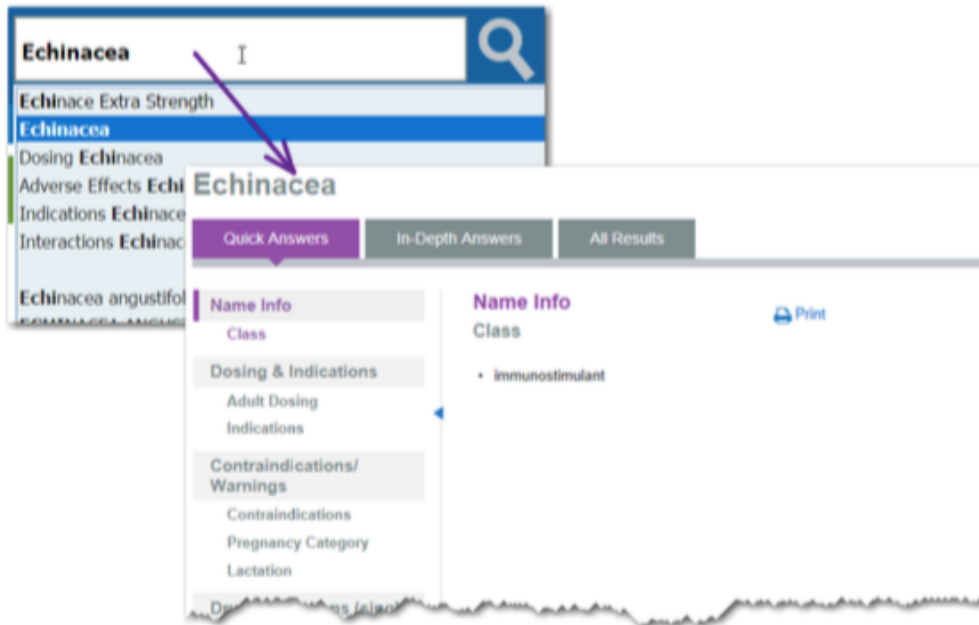 Echinacea
Echinace Extra Strength
Echinacea
Dosing Echinacea
Adverse Effects Echi
Indications Echinace
Interactions Echinac
Echinacea angustifol
Echinacea
Quick Answers In-Depth Answers All Results
Name Info
Class
Dosing & Indications
Adult Dosing
Indications
Contraindications/
Warnings
Contraindications
Pregnancy Category
Lactation
Name Info
Print
Class
• immunostimulant